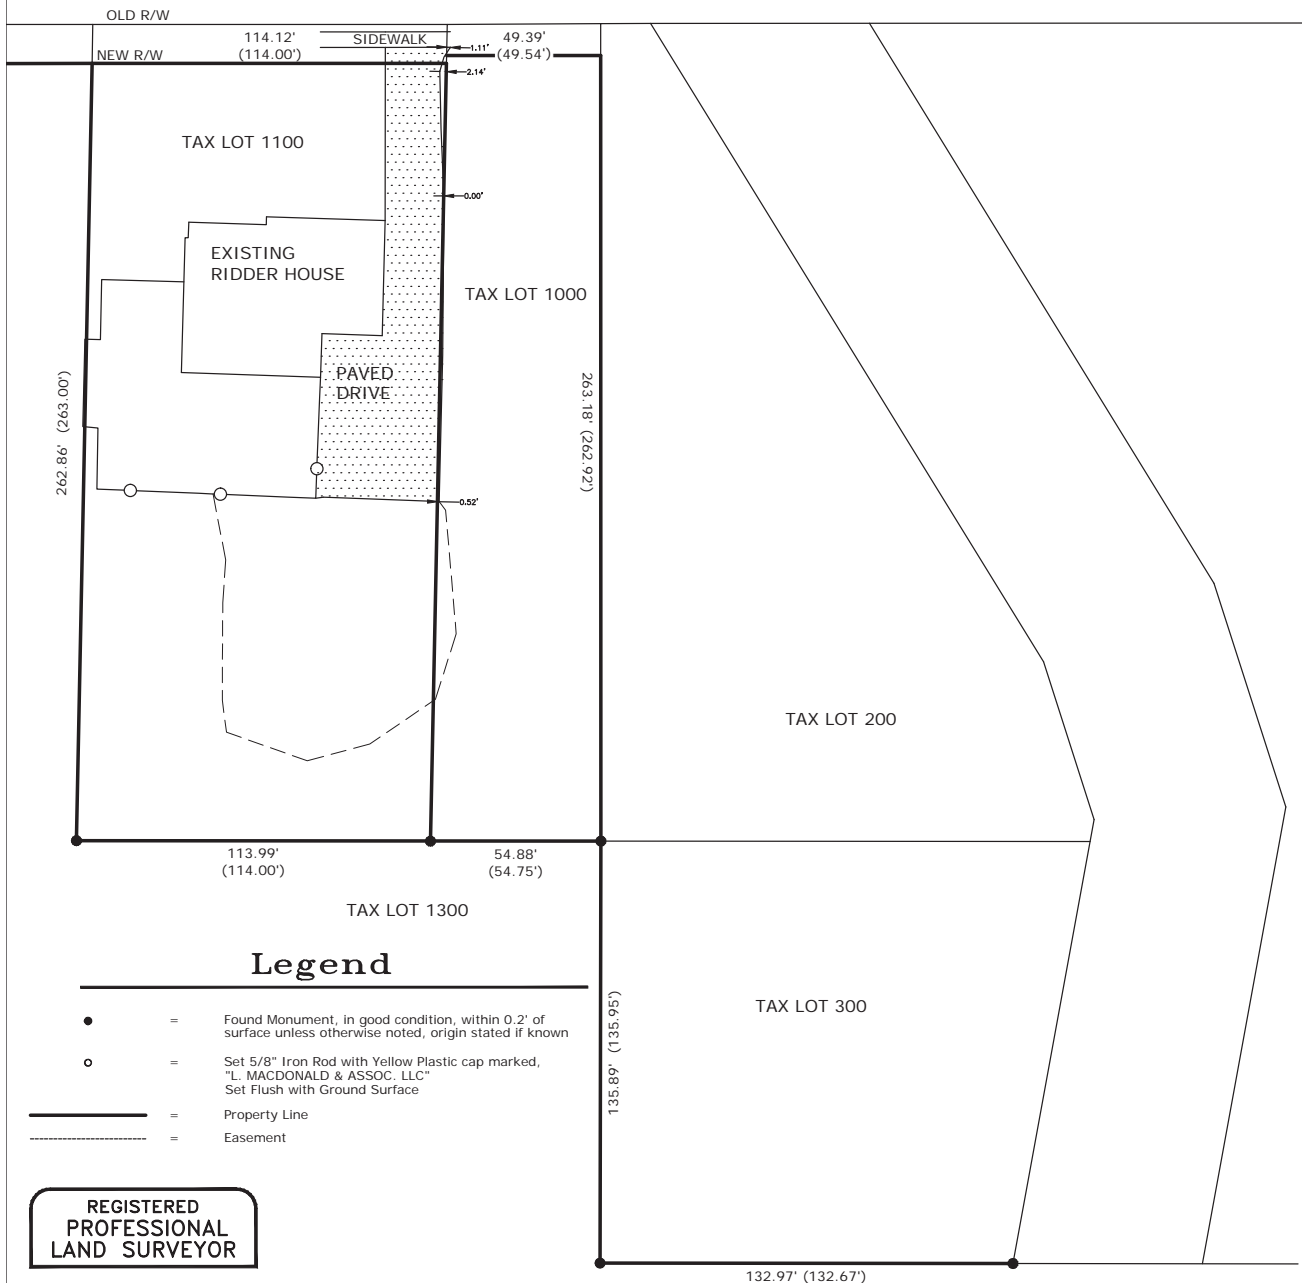 OLD R/W
114.12'
(114.00')
SIDEWALK
1.11'
49.39'
(49.54')
NEW R/W
2.14'
TAX LOT 1100
0.00'
EXISTING
RIDDER HOUSE
TAX LOT 1000
PAVED
DRIVE
262.86' (263.00')
263.18' (262.92')
0.52'
TAX LOT 200
113.99'
(114.00')
54.88'
(54.75')
TAX LOT 1300
Legend
= Found Monument, in good condition, within 0.2' of
surface unless otherwise noted, origin stated if known
= Set 5/8" Iron Rod with Yellow Plastic cap marked,
"L. MACDONALD & ASSOC. LLC"
Set Flush with Ground Surface
= Property Line
= Easement
TAX LOT 300
135.89' (135.95')
REGISTERED
PROFESSIONAL
LAND SURVEYOR
132.97' (132.67')